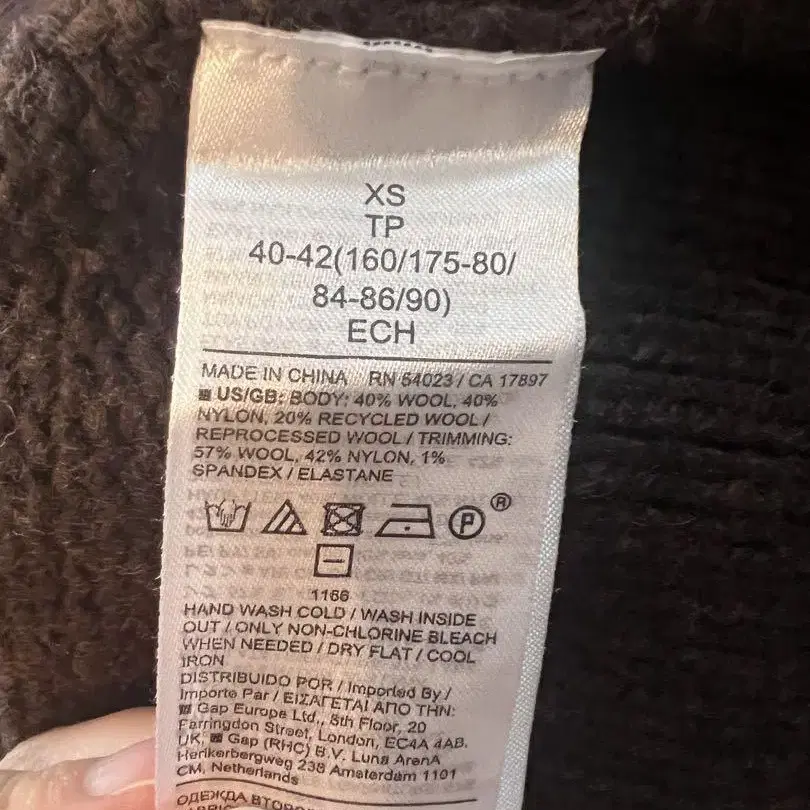 XS
TP
40-42(160/175-80/
84-86/90)
ECH
MADE IN CHINA RN 54023 / CA 17897
US/GB: BODY: 40% WOOL, 40%
NYLON, 20% RECYCLED WOOL /
REPROCESSED WOOL / TRIMMING:
57% WOOL, 42% NYLON, 1%
SPANDEX / ELASTANE
P ®
1166
HAND WASH COLD / WASH INSIDE
OUT / ONLY NON-CHLORINE BLEACH
WHEN NEEDED / DRY FLAT / COOL
IRON
DISTRIBUIDO POR / Imported By /
Importé Par / ΕΙΣΑΓΕΤΑΙ ΑΠΟ ΤΗΝ:
Gap Europe Ltd., 8th Floor, 20
Farringdon Street, London, EC4A 4AB,
UK, Gap (RHC) B.V. Luna ArenA
Herikerbergweg 238 Amsterdam 1101
CM, Netherlands
ОДЕЖДА